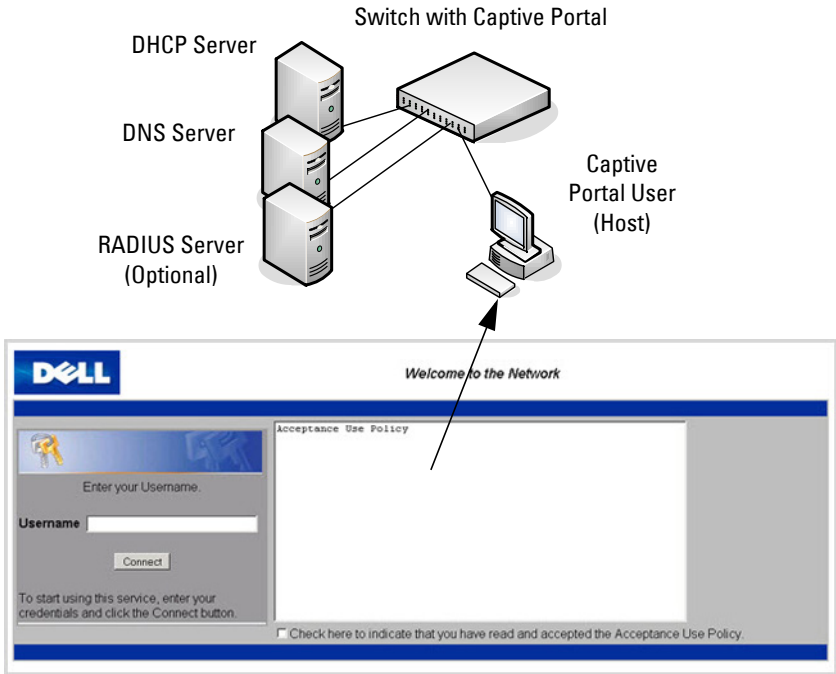 Switch with Captive Portal
DHCP Server
DNS Server
Captive
Portal User
(Host)
RADIUS Server
(Optional)
DELL
Welcome to the Network
Acceptance Use Policy
Enter your Username.
Username
Connect
To start using this service, enter your
credentials and click the Connect button.
Check here to indicate that you have read and accepted the Acceptance Use Policy.